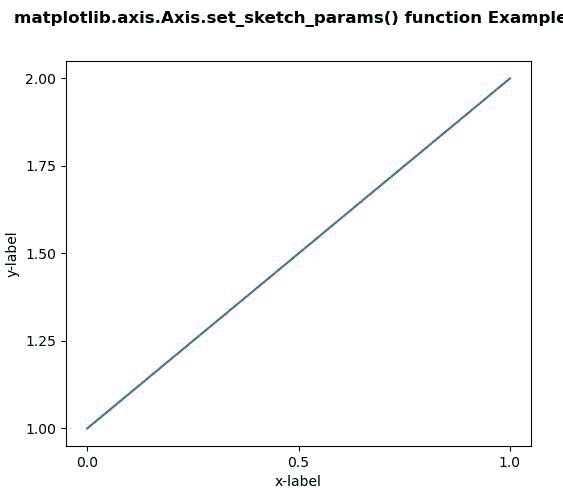 matplotlib.axis.Axis.set_sketch_params() function Example
2.00
1.75
1.50
y-label
1.25
1.00
0.0 0.5 1.0
x-label